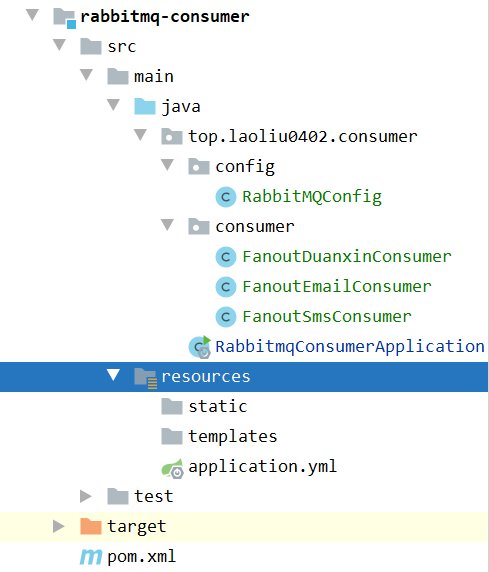 rabbitmq-consumer
src
main
java
top.laoliu0402.consumer
config
RabbitMQConfig
consumer
FanoutDuanxinConsumer
FanoutEmailConsumer
FanoutSmsConsumer
RabbitmqConsumerApplication
resources
static
templates
application.yml
test
target
pom.xml